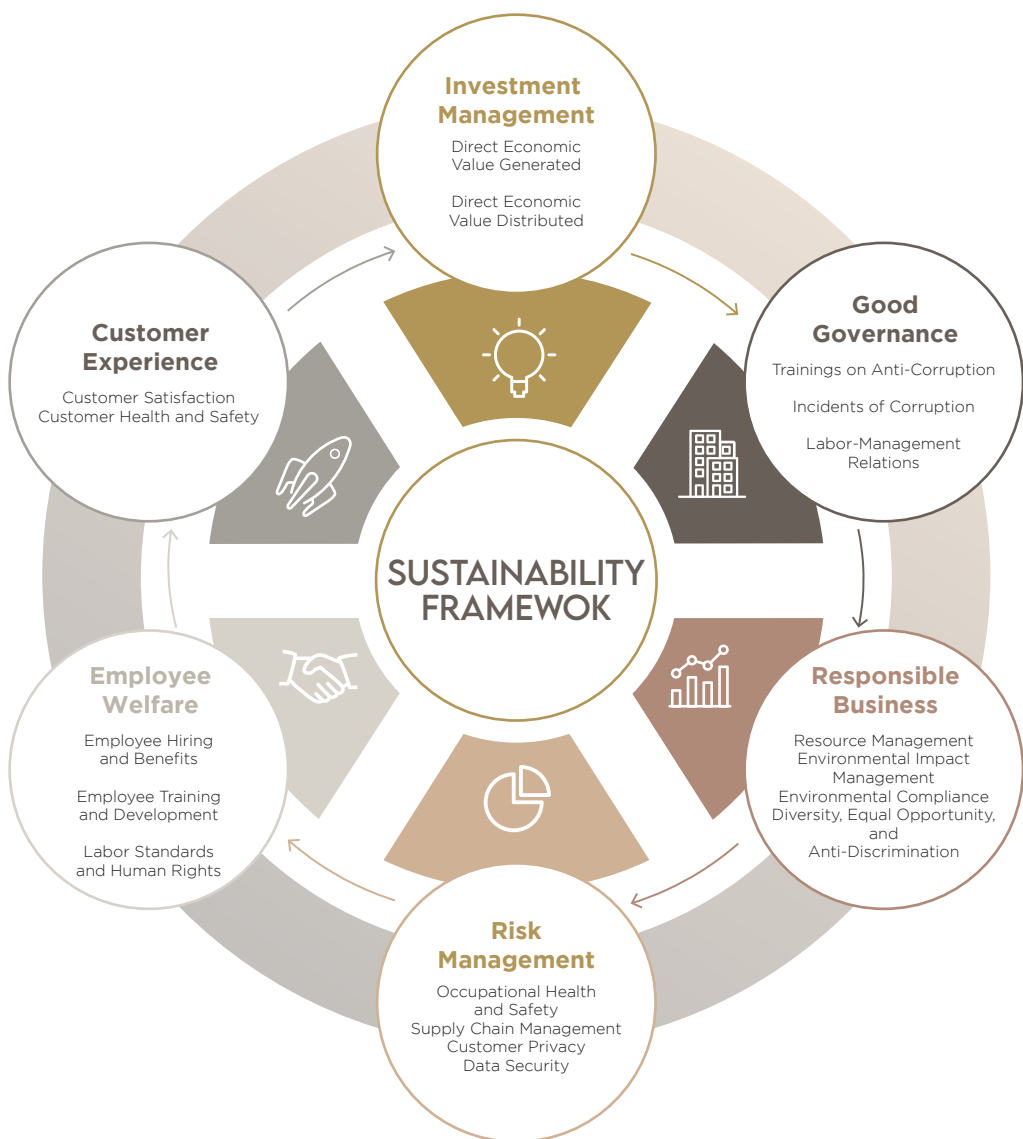 Investment
Management
Direct Economic
Value Generated
Direct Economic
Value Distributed
Good
Governance
Trainings on Anti-Corruption
Incidents of Corruption
Labor-Management
Relations
Customer
Experience
Customer Satisfaction
Customer Health and Safety
SUSTAINABILITY
FRAMEWOK
Responsible
Business
Resource Management
Environmental Impact
Management
Environmental Compliance
Diversity, Equal Opportunity,
and
Anti-Discrimination
Employee
Welfare
Employee Hiring
and Benefits
Employee Training
and Development
Labor Standards
and Human Rights
Risk
Management
Occupational Health
and Safety
Supply Chain Management
Customer Privacy
Data Security